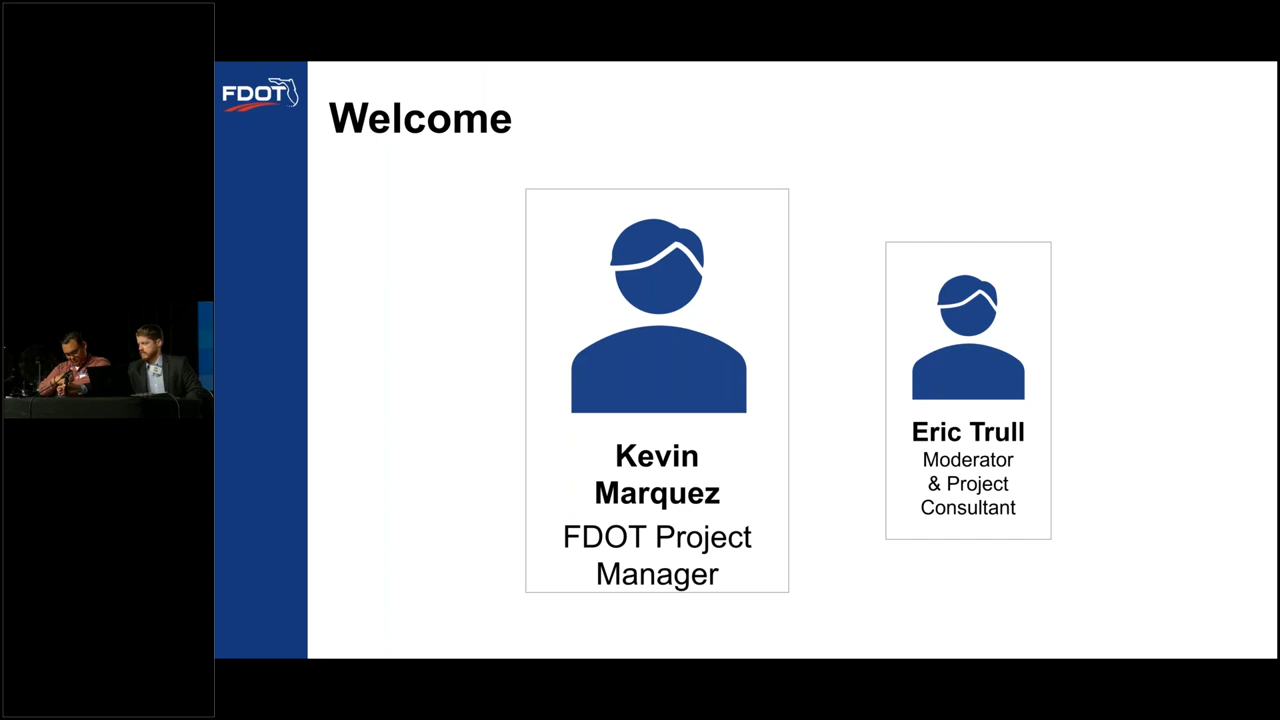 FDOT
Welcome
Kevin
Marquez
FDOT Project
Manager
Eric Trull
Moderator
& Project
Consultant